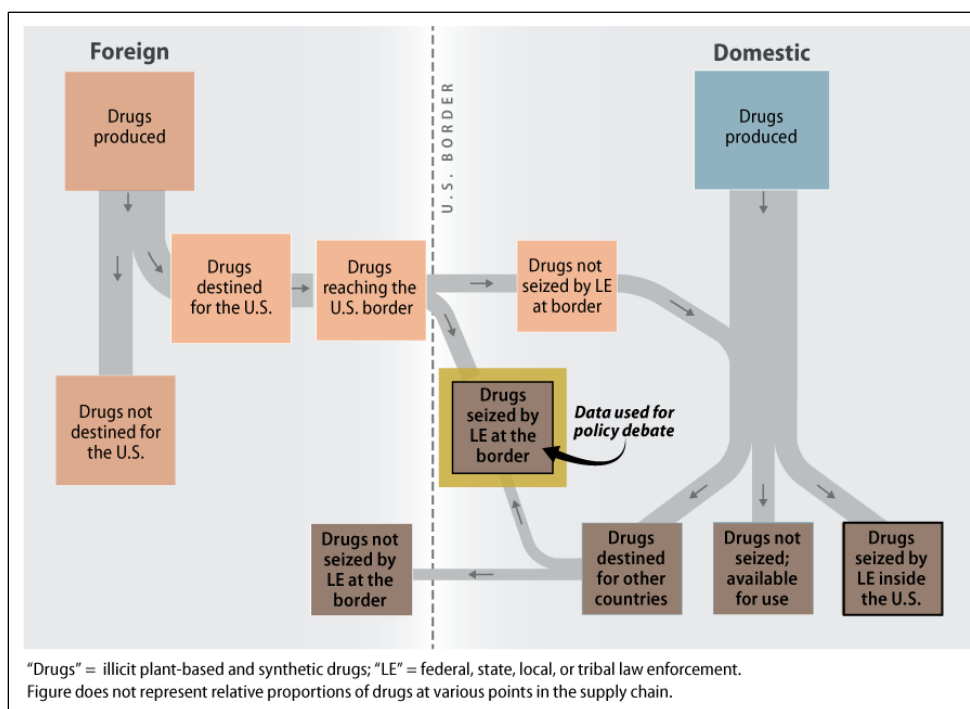 Foreign
Domestic
U.S. BORDER
Drugs
produced
Drugs
produced
Drugs
destined
for the U.S.
Drugs
reaching the
U.S. border
Drugs not
seized by LE
at border
Drugs not
destined for
the U.S.
Drugs
seized by
LE at the
border
Data used for
policy debate
Drugs not
seized by
LE at the
border
Drugs
destined
for other
countries
Drugs not
seized;
available
for use
Drugs
seized by
LE inside
the U.S.
“Drugs” = illicit plant-based and synthetic drugs; “LE” = federal, state, local, or tribal law enforcement.
Figure does not represent relative proportions of drugs at various points in the supply chain.